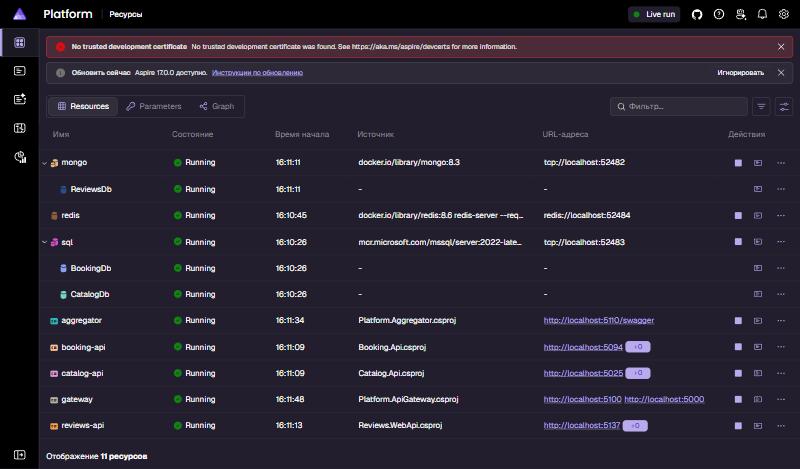 Platform Ресурсы Live run
No trusted development certificate No trusted development certificate was found. See https://aka.ms/aspire/devcerts for more information.
Обновить сейчас Aspire 17.0.0 доступно. Инструкции по обновлению Игнорировать
Resources Parameters Graph Фильтр...
Имя Состояние Время начала Источник URL-адреса Действия
mongo Running 16:11:11 docker.io/library/mongo:8.3 tcp://localhost:52482
ReviewsDb Running 16:11:11 - -
redis Running 16:10:45 docker.io/library/redis:8.6 redis-server --req... redis://localhost:52484
sql Running 16:10:26 mcr.microsoft.com/mssql/server:2022-late... tcp://localhost:52483
BookingDb Running 16:10:26 - -
CatalogDb Running 16:10:26 - -
aggregator Running 16:11:34 Platform.Aggregator.csproj http://localhost:5110/swagger
booking-api Running 16:11:09 Booking.Api.csproj http://localhost:5094 +0
catalog-api Running 16:11:09 Catalog.Api.csproj http://localhost:5025 +0
gateway Running 16:11:48 Platform.ApiGateway.csproj http://localhost:5100 http://localhost:5000
reviews-api Running 16:11:13 Reviews.WebApi.csproj http://localhost:5137 +0
Отображение 11 ресурсов